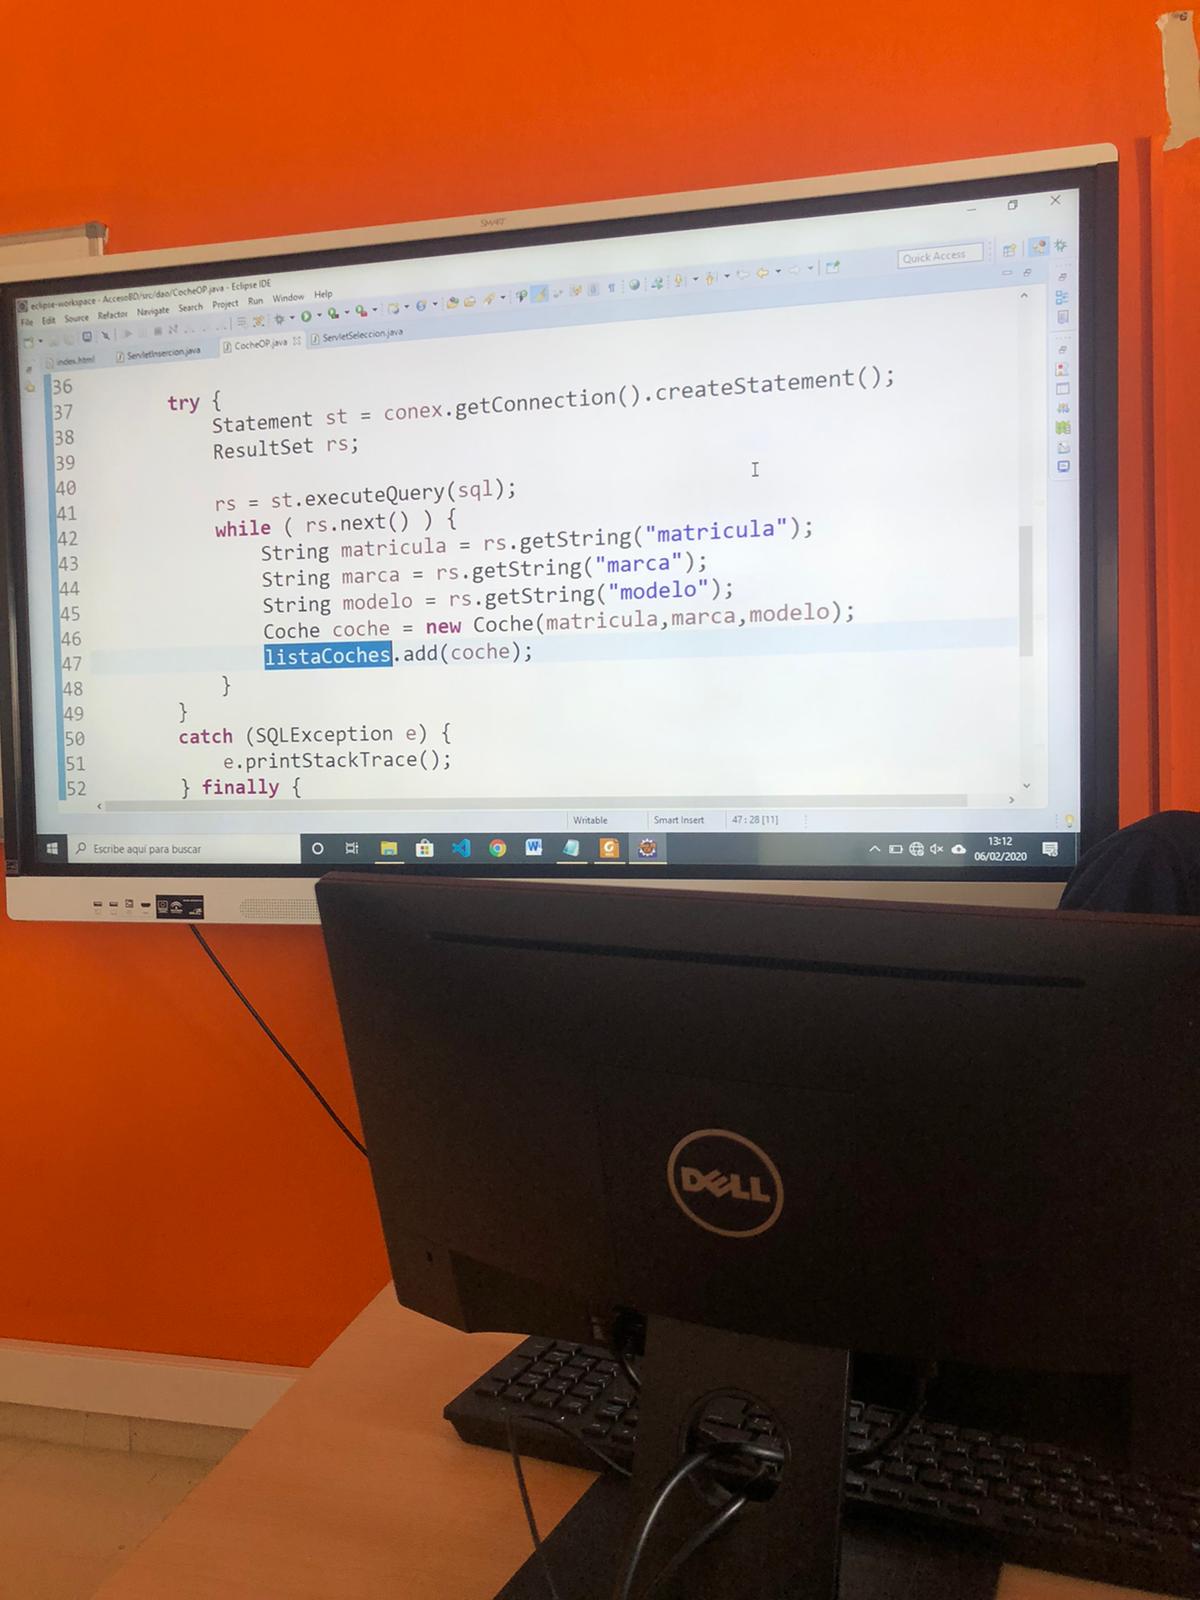 SMART
eclipse-workspace - AccesoBD/src/dao/CocheOP.java - Eclipse IDE
File Edit Source Refactor Navigate Search Project Run Window Help
Quick Access
index.html ServletInsercion.java CocheOP.java ServletSeleccion.java
36
37 try {
38 Statement st = conex.getConnection().createStatement();
39 ResultSet rs;
40
41 rs = st.executeQuery(sql);
42 while ( rs.next() ) {
43 String matricula = rs.getString("matricula");
44 String marca = rs.getString("marca");
45 String modelo = rs.getString("modelo");
46 Coche coche = new Coche(matricula,marca,modelo);
47 listaCoches.add(coche);
48 }
49 }
50 catch (SQLException e) {
51 e.printStackTrace();
52 } finally {
Writable Smart Insert 47 : 28 [11]
Escribe aquí para buscar
13:12
06/02/2020
DELL